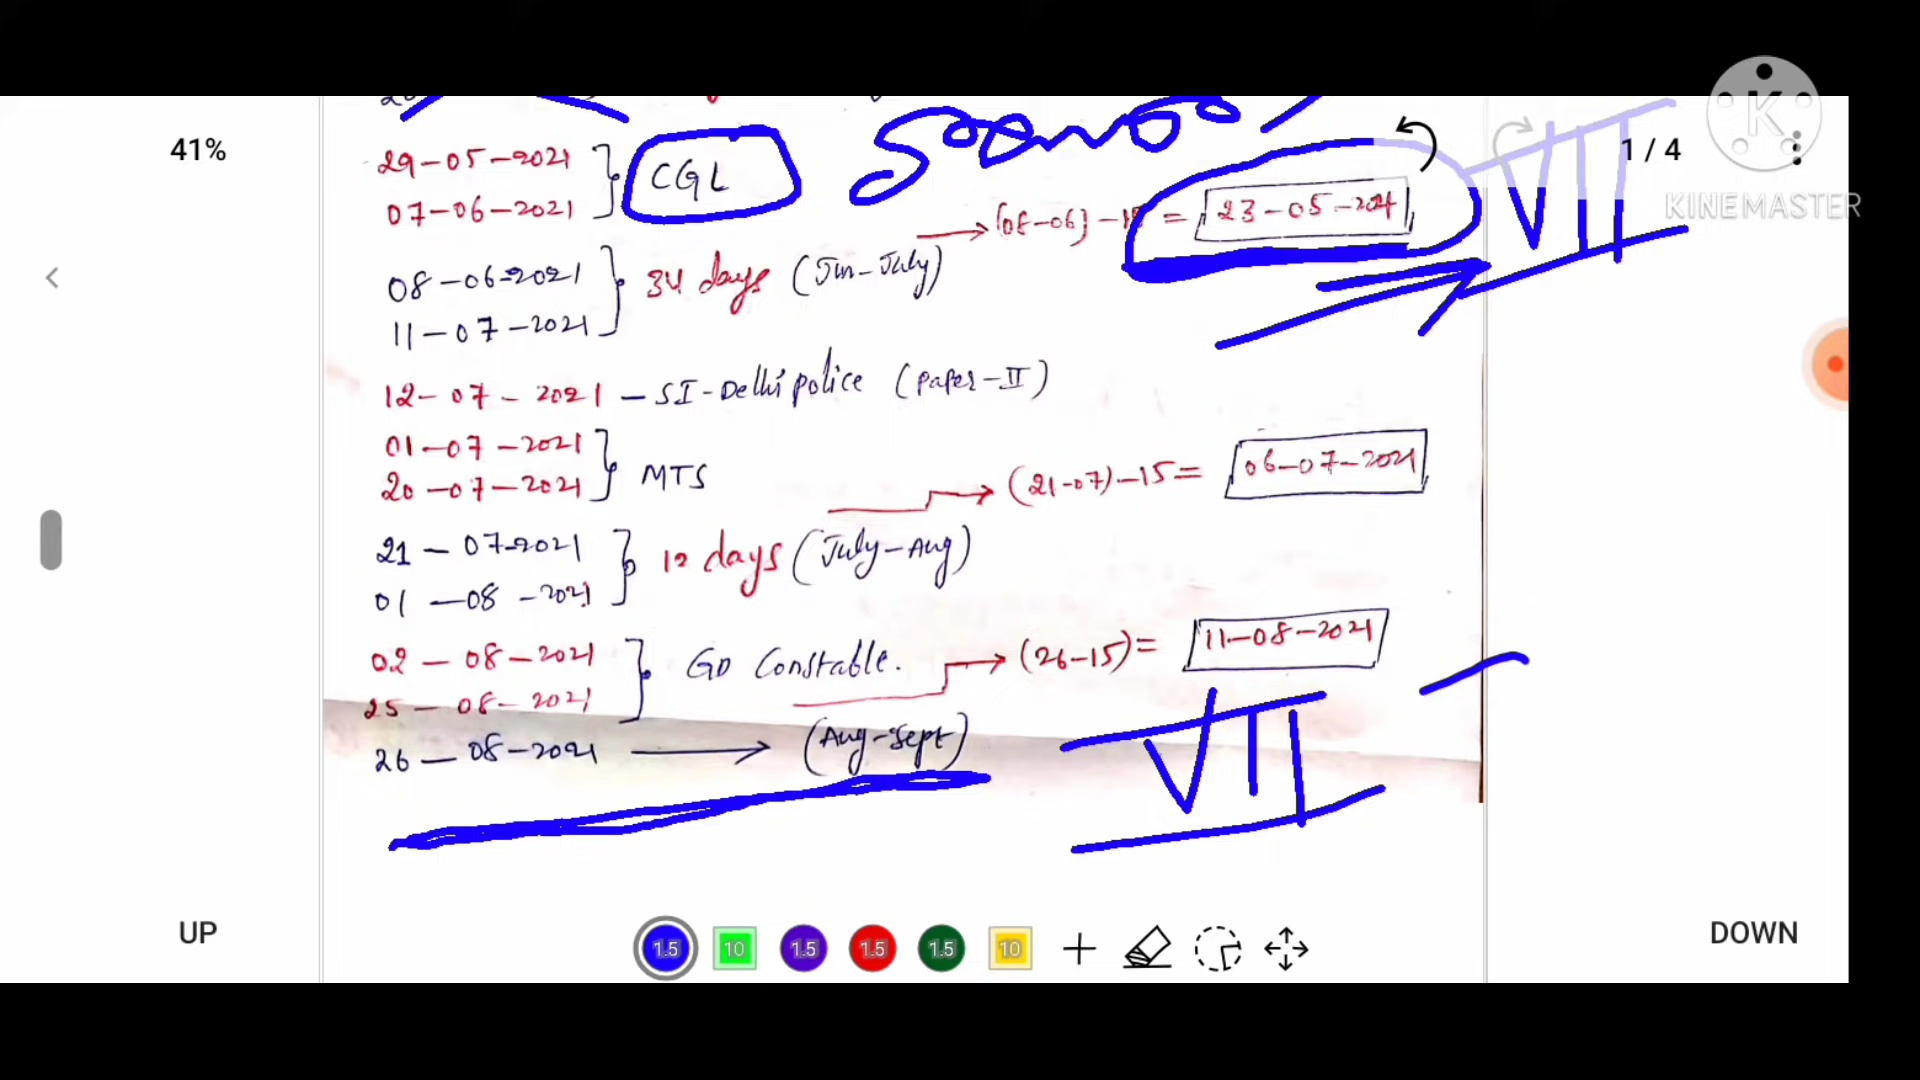 41%
1 / 4
KINEMASTER
29-05-2021
CGL
07-06-2021
→ (08-06) - 15 = 23-05-2021
08-06-2021
34 days (Jun-July)
11-07-2021
12-07-2021 - SI-Delhi police (Paper-II)
01-07-2021
MTS
20-07-2021
→ (21-07) - 15 = 06-07-2021
21-07-2021
12 days (July-Aug)
01-08-2021
02-08-2021
GD Constable.
→ (26-15) = 11-08-2021
25-08-2021
26-08-2021 → (Aug-Sept)
VII
VII
UP
DOWN
1.5 10 1.5 1.5 1.5 10